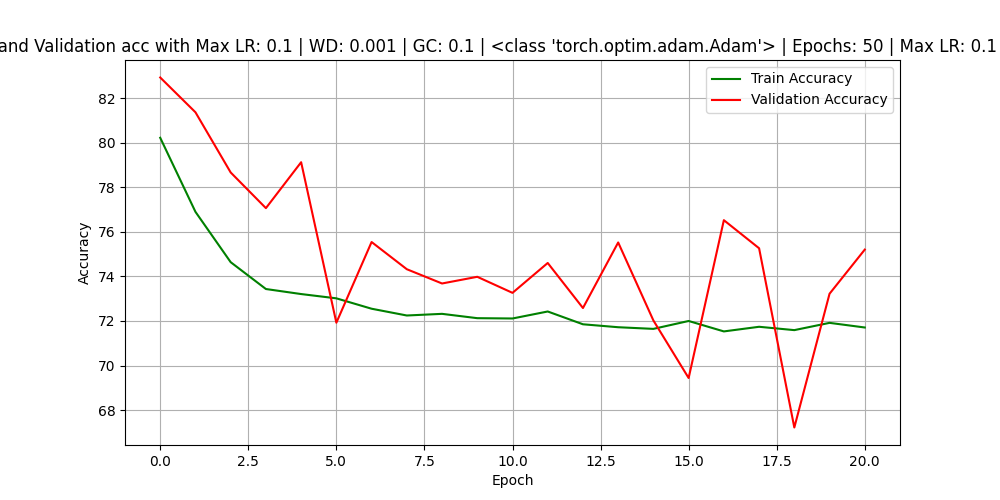 and Validation acc with Max LR: 0.1 | WD: 0.001 | GC: 0.1 | <class 'torch.optim.adam.Adam'> | Epochs: 50 | Max LR: 0.1
Train Accuracy
Validation Accuracy
Accuracy
82
80
78
76
74
72
70
68
0.0 2.5 5.0 7.5 10.0 12.5 15.0 17.5 20.0
Epoch